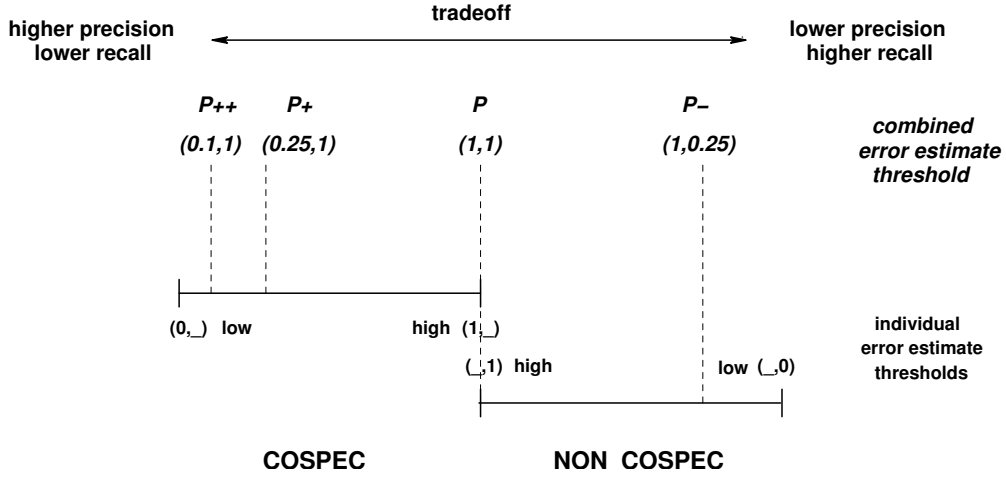 tradeoff
higher precision
lower recall
lower precision
higher recall
P++ P+ P P−
(0.1,1) (0.25,1) (1,1) (1,0.25)
combined
error estimate
threshold
(0,_) low high (1,_)
(_,1) high low (_,0)
individual
error estimate
thresholds
COSPEC NON COSPEC